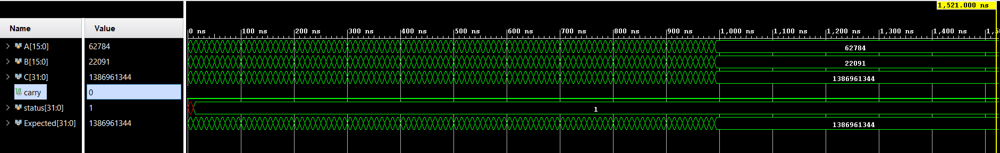 1,521.000 ns
Name Value
0 ns 100 ns 200 ns 300 ns 400 ns 500 ns 600 ns 700 ns 800 ns 900 ns 1,000 ns 1,100 ns 1,200 ns 1,300 ns 1,400 ns
A[15:0] 62784 62784
B[15:0] 22091 22091
C[31:0] 1386961344 1386961344
carry 0
status[31:0] 1 1
Expected[31:0] 1386961344 1386961344